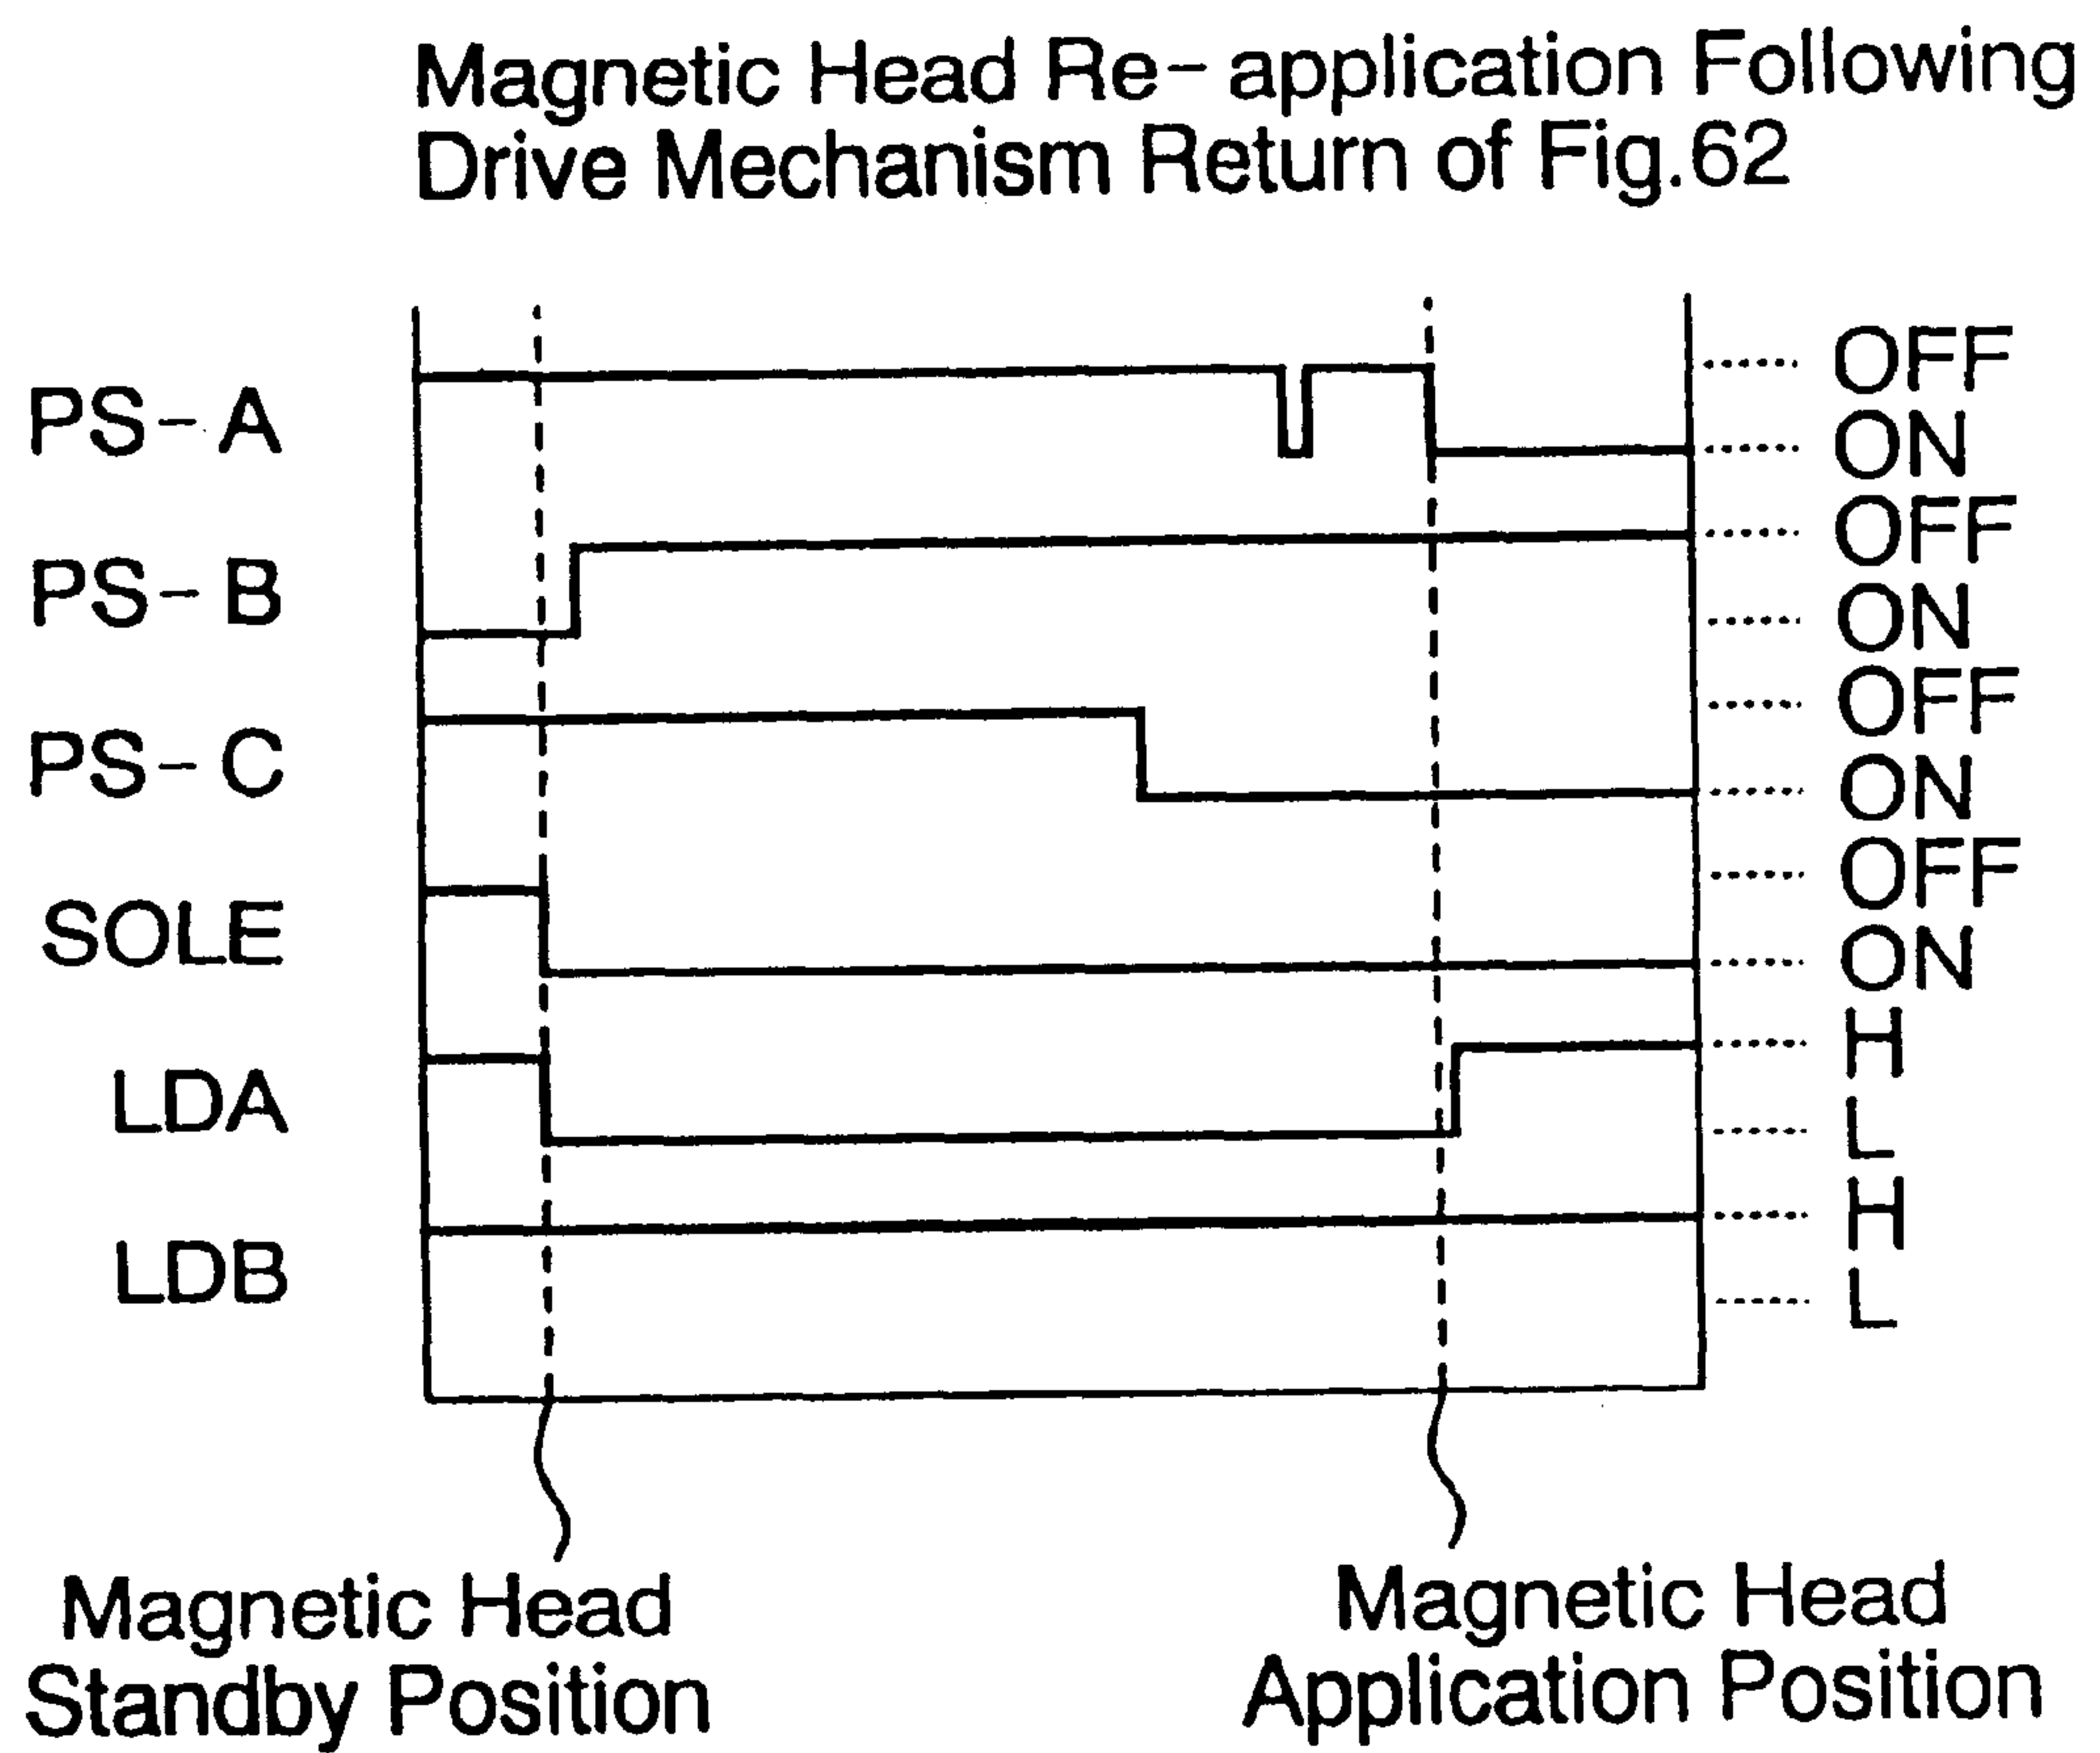 Magnetic Head Re-application Following
Drive Mechanism Return of Fig.62
OFF
PS-A
ON
OFF
PS-B
ON
OFF
PS-C
ON
OFF
SOLE
ON
H
LDA
L
H
LDB
L
Magnetic Head
Standby Position
Magnetic Head
Application Position